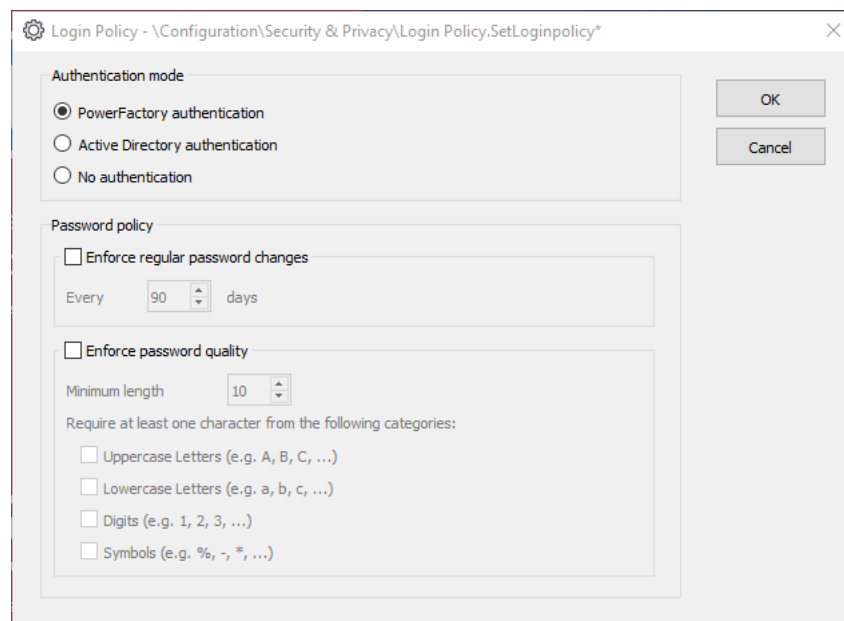 Login Policy - \Configuration\Security & Privacy\Login Policy.SetLoginpolicy*
Authentication mode
PowerFactory authentication
Active Directory authentication
No authentication
OK
Cancel
Password policy
Enforce regular password changes
Every 90 days
Enforce password quality
Minimum length 10
Require at least one character from the following categories:
Uppercase Letters (e.g. A, B, C, ...)
Lowercase Letters (e.g. a, b, c, ...)
Digits (e.g. 1, 2, 3, ...)
Symbols (e.g. %, -, *, ...)